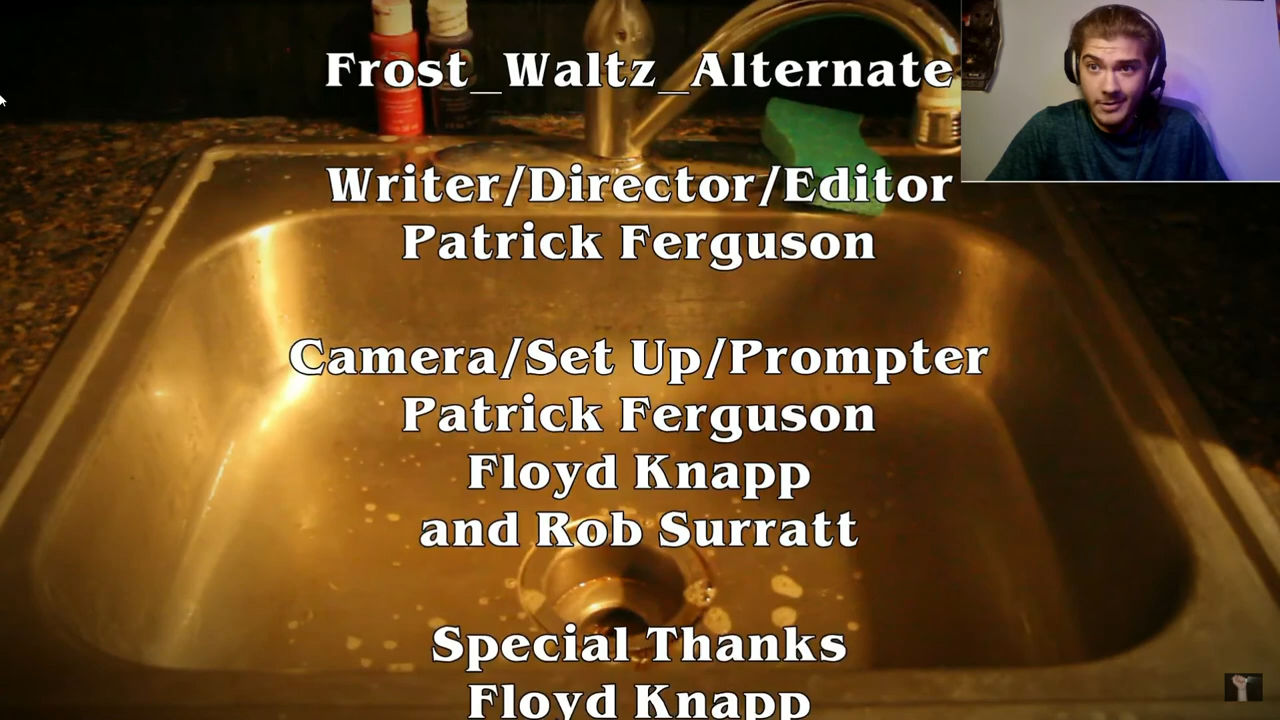 Frost_Waltz_Alternate
Writer/Director/Editor
Patrick Ferguson
Camera/Set Up/Prompter
Patrick Ferguson
Floyd Knapp
and Rob Surratt
Special Thanks
Floyd Knapp